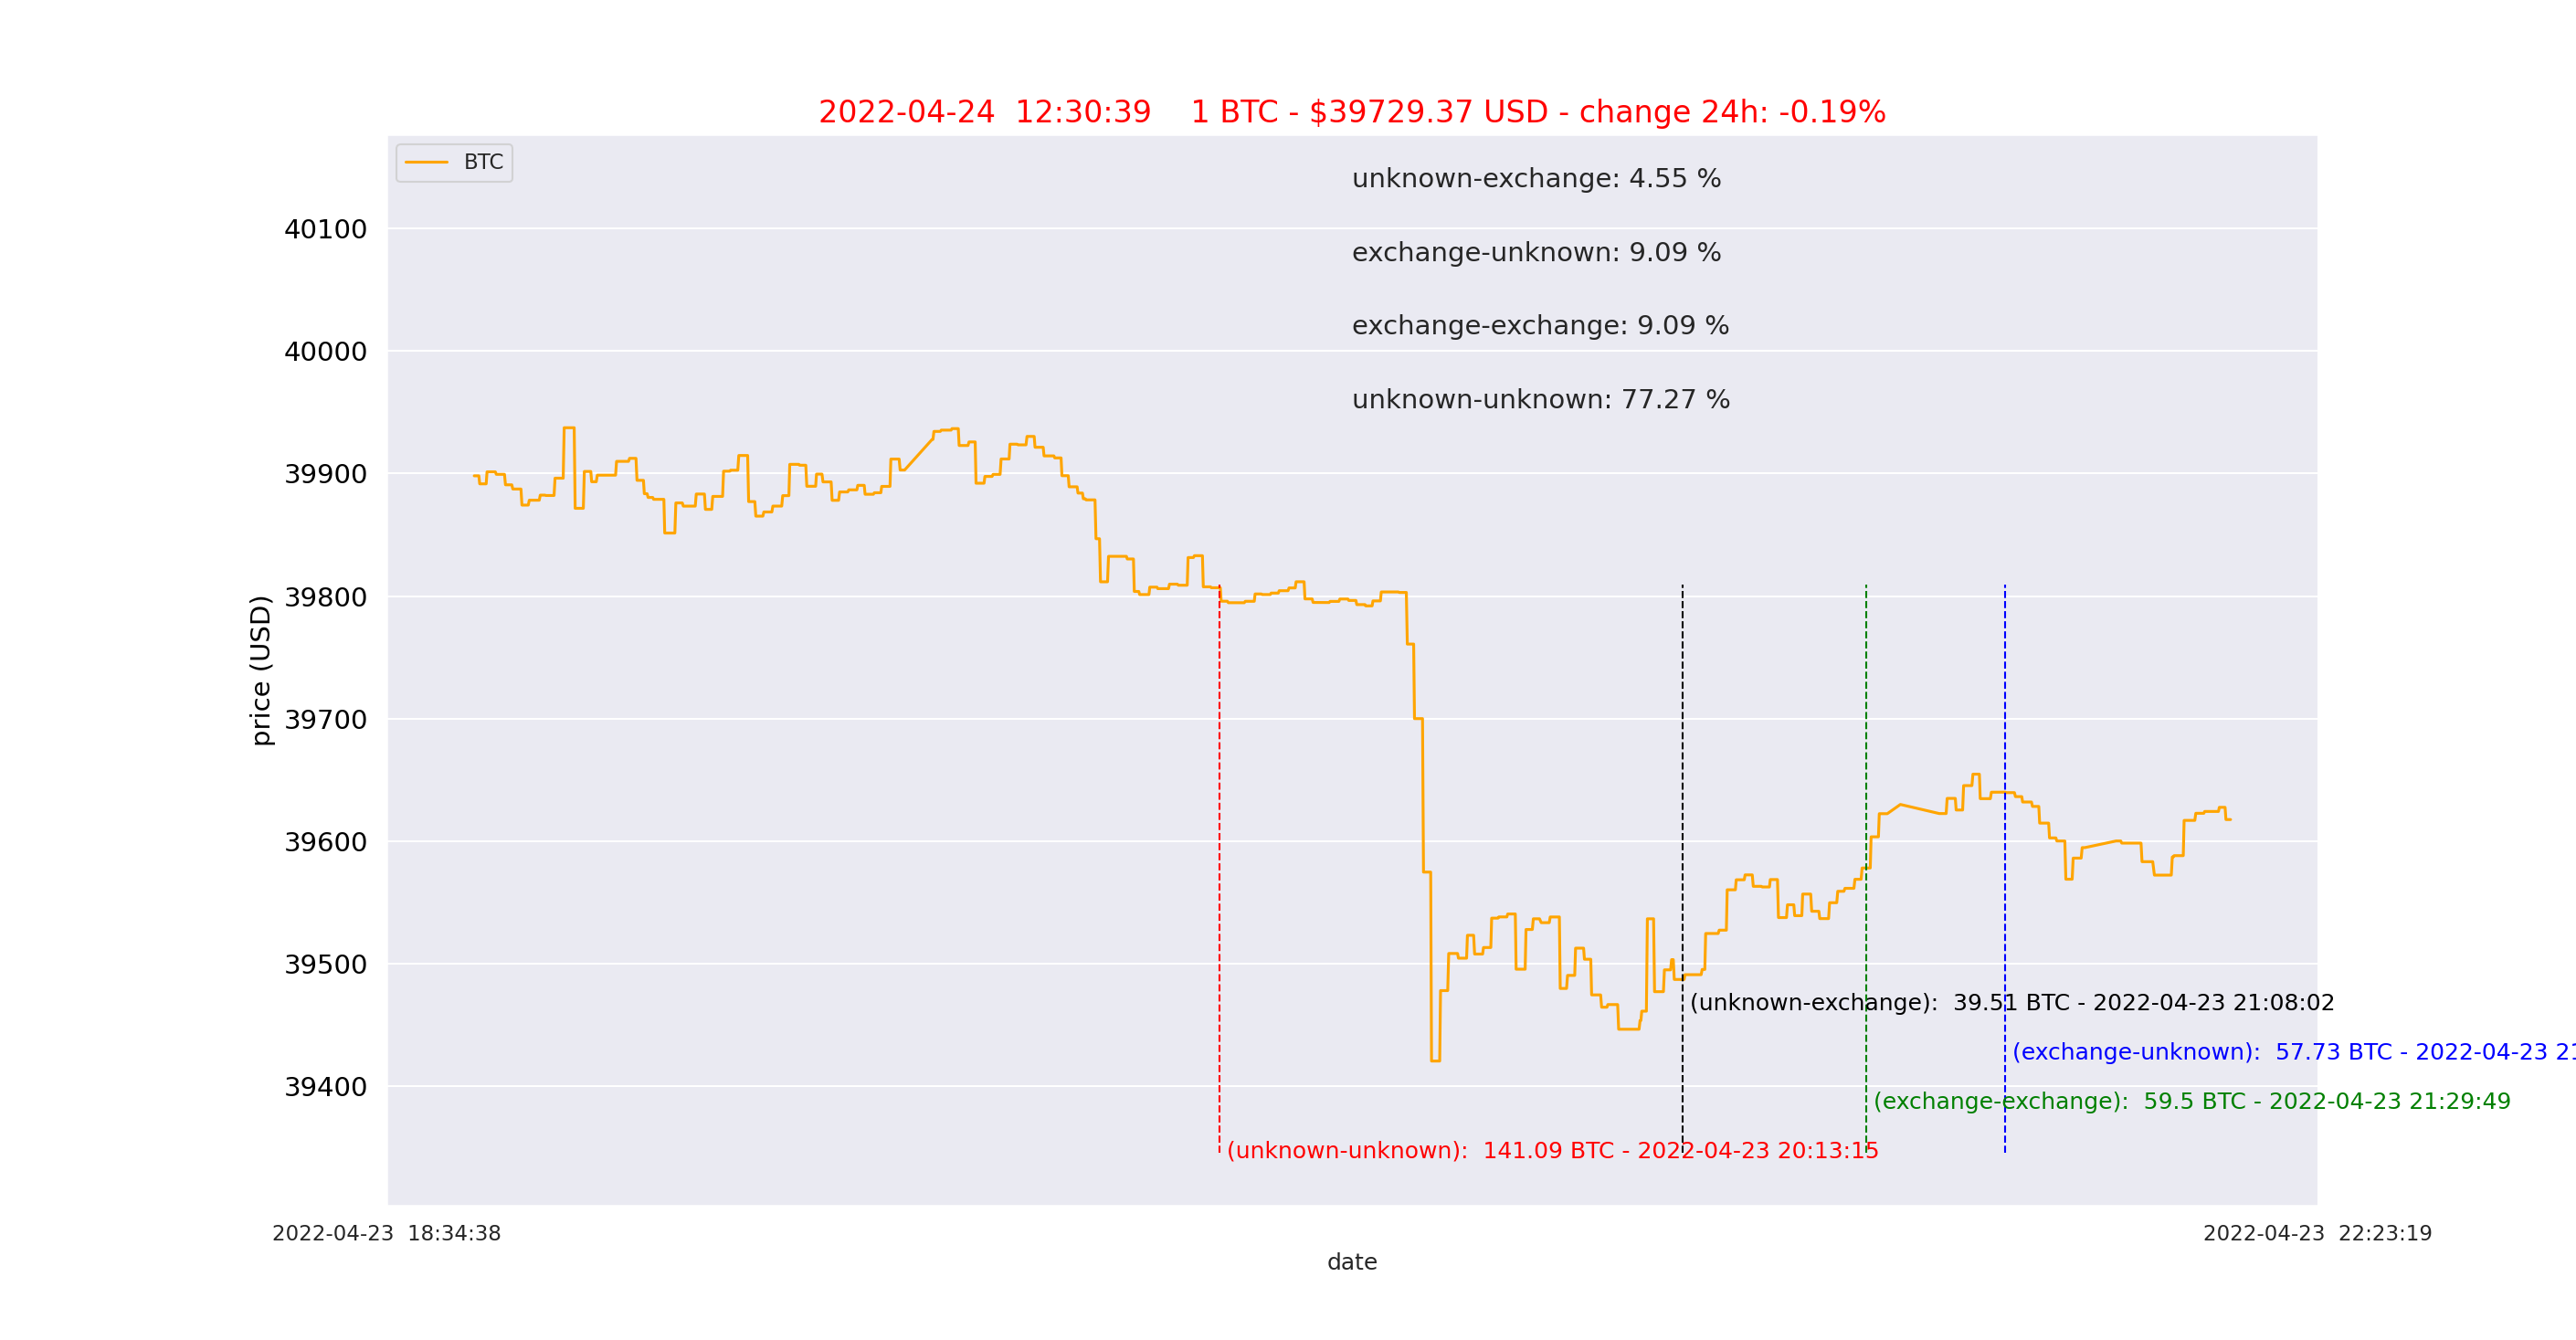 2022-04-24  12:30:39    1 BTC - $39729.37 USD - change 24h: -0.19%
BTC
unknown-exchange: 4.55 %
exchange-unknown: 9.09 %
exchange-exchange: 9.09 %
unknown-unknown: 77.27 %
40100
40000
39900
39800
39700
39600
39500
39400
price (USD)
(unknown-exchange):  39.51 BTC - 2022-04-23 21:08:02
(exchange-unknown):  57.73 BTC - 2022-04-23 21
(exchange-exchange):  59.5 BTC - 2022-04-23 21:29:49
(unknown-unknown):  141.09 BTC - 2022-04-23 20:13:15
2022-04-23  18:34:38
2022-04-23  22:23:19
date